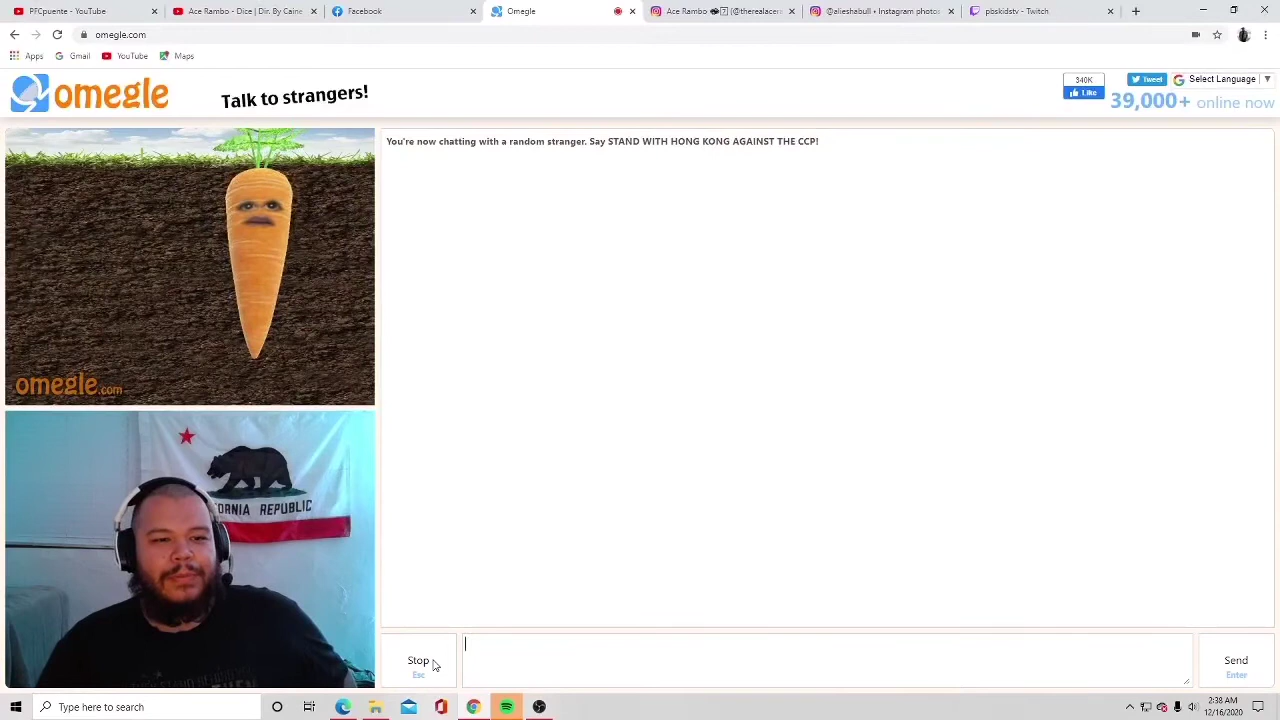 PFCpuente - YouTube
Rambo - Dice | Dir By Caine F
Facebook
Omegle
Ace Rambo 
[@therealacera
@alieshabull • Instagram photos
pbskidstv - Twitch
omegle.com
Apps
Gmail
YouTube
Maps
omegle
Talk to strangers!
340K
Like
Tweet
Select Language
39,000+ online now
You're now chatting with a random stranger. Say STAND WITH HONG KONG AGAINST THE CCP!
omegle.com
CALIFORNIA REPUBLIC
Stop
Esc
Send
Enter
Type here to search
2:38 AM
12/16/2020